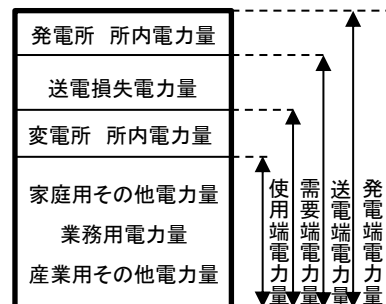 発電所 所内電力量
送電損失電力量
変電所 所内電力量
家庭用その他電力量
業務用電力量
産業用その他電力量
使用端電力量
需要端電力量
送電端電力量
発電端電力量